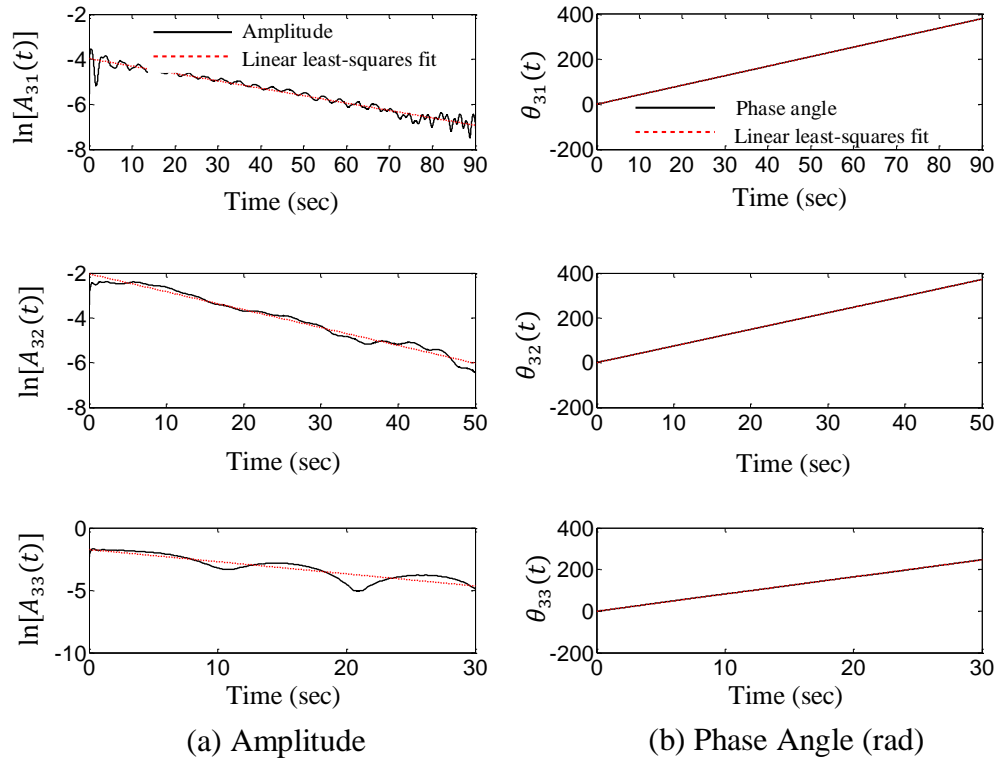 -2
-4
-6
-8
ln[A₃₁(t)]
Amplitude
Linear least-squares fit
0 10 20 30 40 50 60 70 80 90
Time (sec)
400
200
0
-200
θ₃₁(t)
Phase angle
Linear least-squares fit
0 10 20 30 40 50 60 70 80 90
Time (sec)
-2
-4
-6
-8
ln[A₃₂(t)]
0 10 20 30 40 50
Time (sec)
400
200
0
-200
θ₃₂(t)
0 10 20 30 40 50
Time (sec)
0
-5
-10
ln[A₃₃(t)]
0 10 20 30
Time (sec)
400
200
0
-200
θ₃₃(t)
0 10 20 30
Time (sec)
(a) Amplitude
(b) Phase Angle (rad)